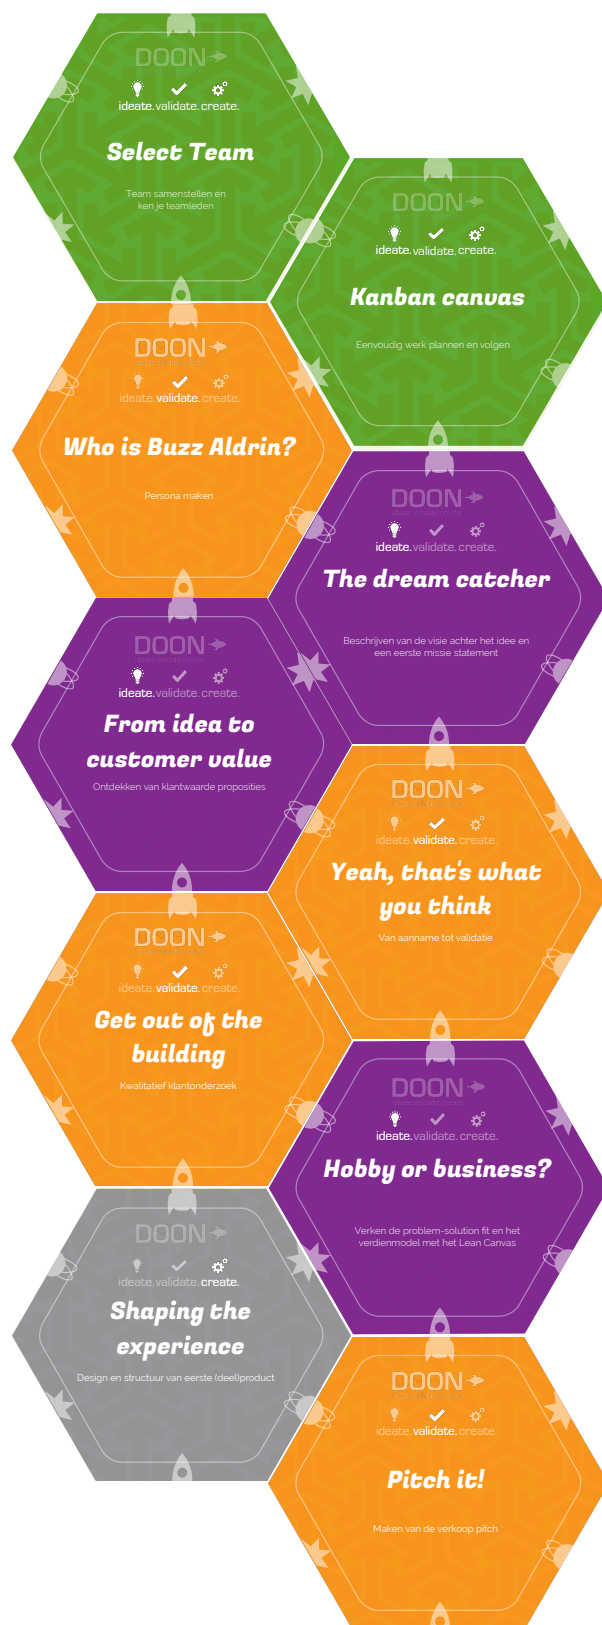 DOON
ideate. validate. create.
Select Team
Team samenstellen en
ken je teamleden
DOON
ideate. validate. create.
Kanban canvas
Eenvoudig werk plannen en volgen
DOON
ideate. validate. create.
Who is Buzz Aldrin?
Persona maken
DOON
ideate. validate. create.
The dream catcher
Beschrijven van de visie achter het idee en
een eerste missie statement
DOON
ideate. validate. create.
From idea to
customer value
Ontdekken van klantwaarde proposities
DOON
ideate. validate. create.
Yeah, that's what
you think
Van aanname tot validatie
DOON
ideate. validate. create.
Get out of the
building
Kwalitatief klantonderzoek
DOON
ideate. validate. create.
Hobby or business?
Verken de problem-solution fit en het
verdienmodel met het Lean Canvas
DOON
ideate. validate. create.
Shaping the
experience
Design en structuur van eerste (deel)product
DOON
ideate. validate. create.
Pitch it!
Maken van de verkoop pitch